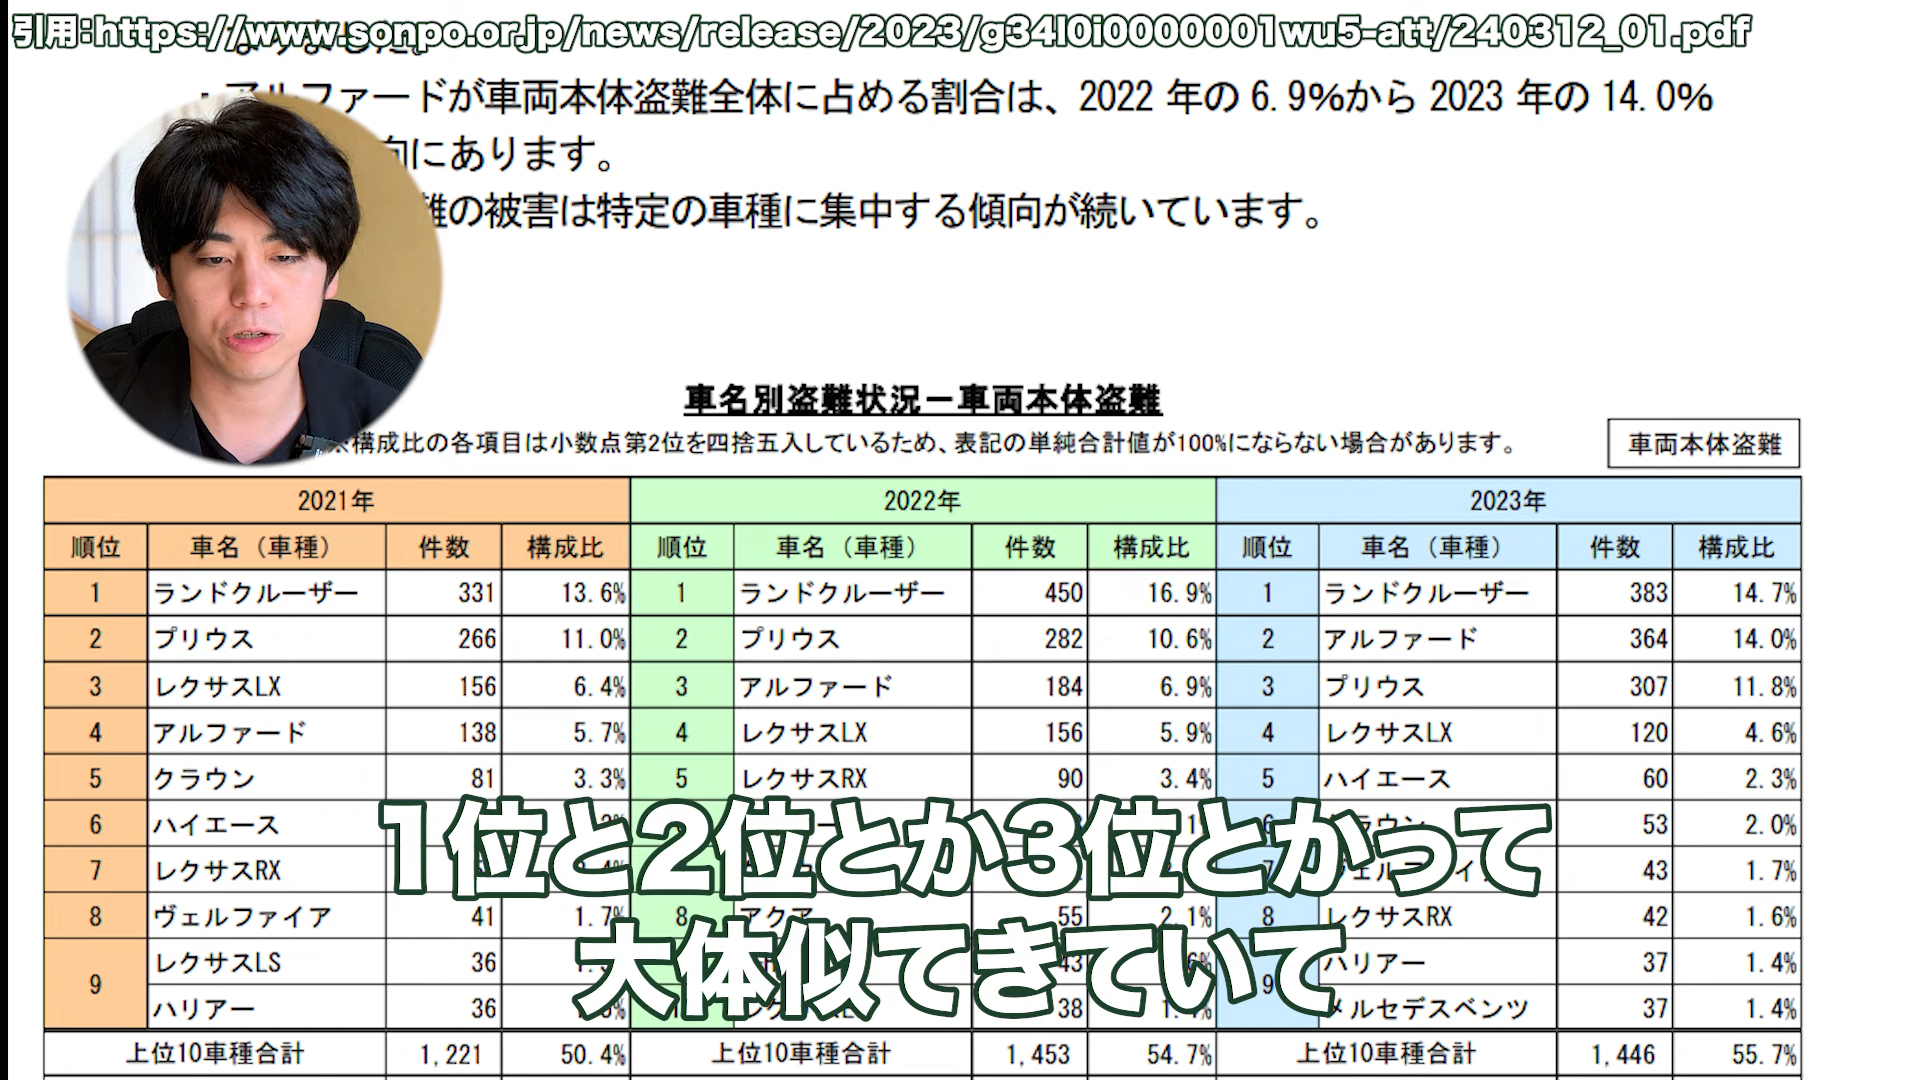 引用：https://www.sonpo.or.jp/news/release/2023/g34l0i0000001wu5-att/240312_01.pdf
・アルファードが車両本体盗難全体に占める割合は、2022 年の 6.9%から 2023 年の 14.0%
向にあります。
難の被害は特定の車種に集中する傾向が続いています。
車名別盗難状況－車両本体盗難
※構成比の各項目は小数点第2位を四捨五入しているため、表記の単純合計値が100%にならない場合があります。 車両本体盗難
2021年 2022年 2023年
順位 車名（車種） 件数 構成比 順位 車名（車種） 件数 構成比 順位 車名（車種） 件数 構成比
1 ランドクルーザー 331 13.6% 1 ランドクルーザー 450 16.9% 1 ランドクルーザー 383 14.7%
2 プリウス 266 11.0% 2 プリウス 282 10.6% 2 アルファード 364 14.0%
3 レクサスLX 156 6.4% 3 アルファード 184 6.9% 3 プリウス 307 11.8%
4 アルファード 138 5.7% 4 レクサスLX 156 5.9% 4 レクサスLX 120 4.6%
5 クラウン 81 3.3% 5 レクサスRX 90 3.4% 5 ハイエース 60 2.3%
6 ハイエース 6 クラウン 53 2.0%
7 レクサスRX 43 1.7%
8 ヴェルファイア 41 1.7% 8 アクア 55 2.1% 8 レクサスRX 42 1.6%
9 レクサスLS 36 43 9 ハリアー 37 1.4%
ハリアー 36 38 メルセデスベンツ 37 1.4%
上位10車種合計 1,221 50.4% 上位10車種合計 1,453 54.7% 上位10車種合計 1,446 55.7%
1位と2位とか3位とかって
大体似てきていて